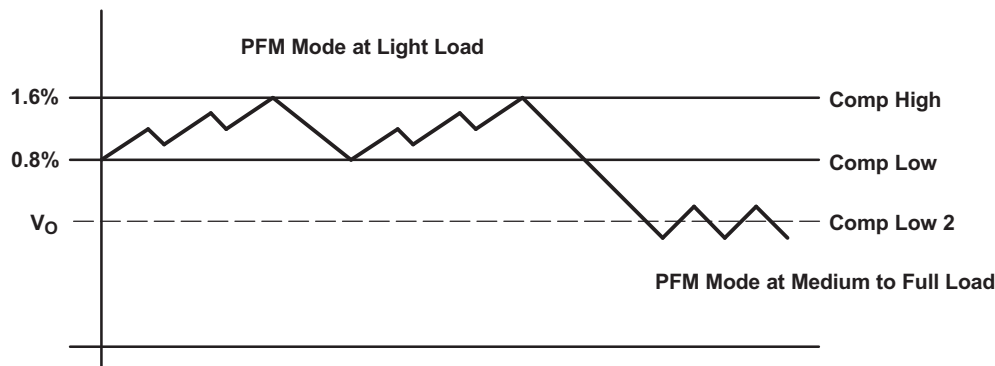 PFM Mode at Light Load
1.6%
Comp High
0.8%
Comp Low
VO
Comp Low 2
PFM Mode at Medium to Full Load